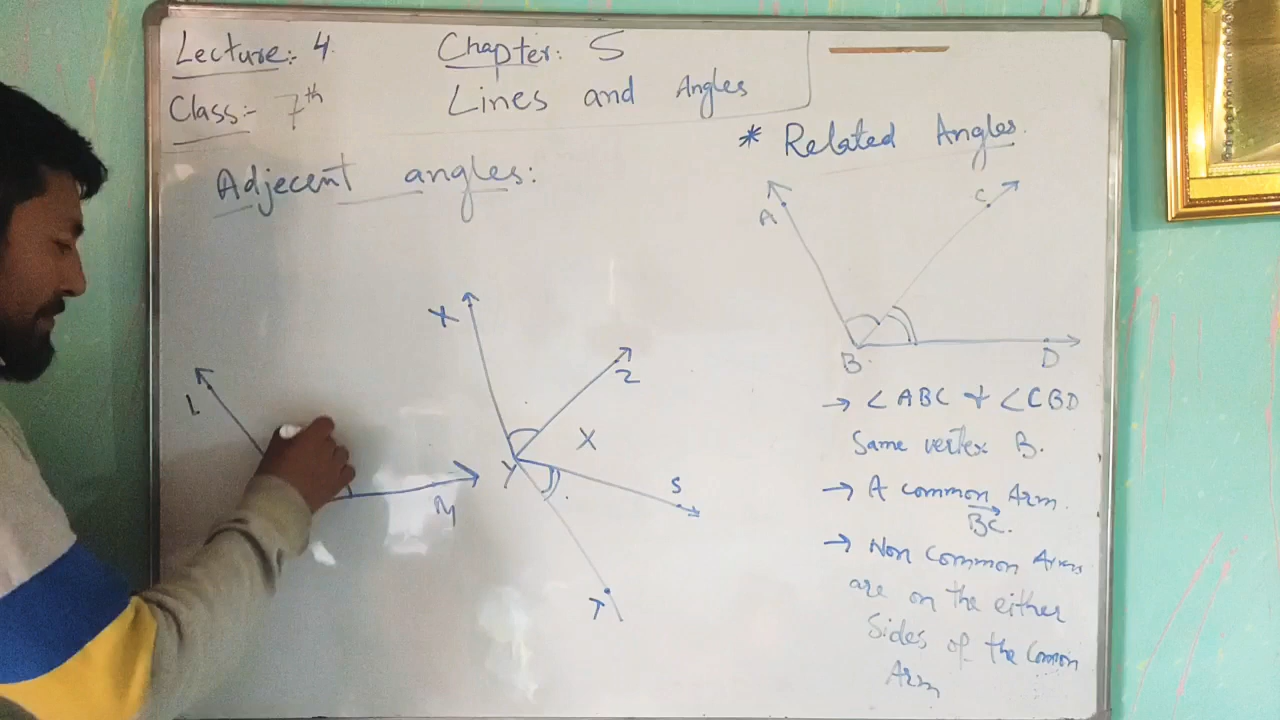 Lecture:- 4
Chapter: 5
Class:- 7th
Lines and Angles
* Related Angles.
Adjecent angles:
A
C
B
D
X
Z
X
Y
S
T
L
M
→ ∠ABC & ∠CBD
Same vertex B.
→ A common Arm.
BC.
→ Non Common Arms
are on the either
Sides of the Common
Arm